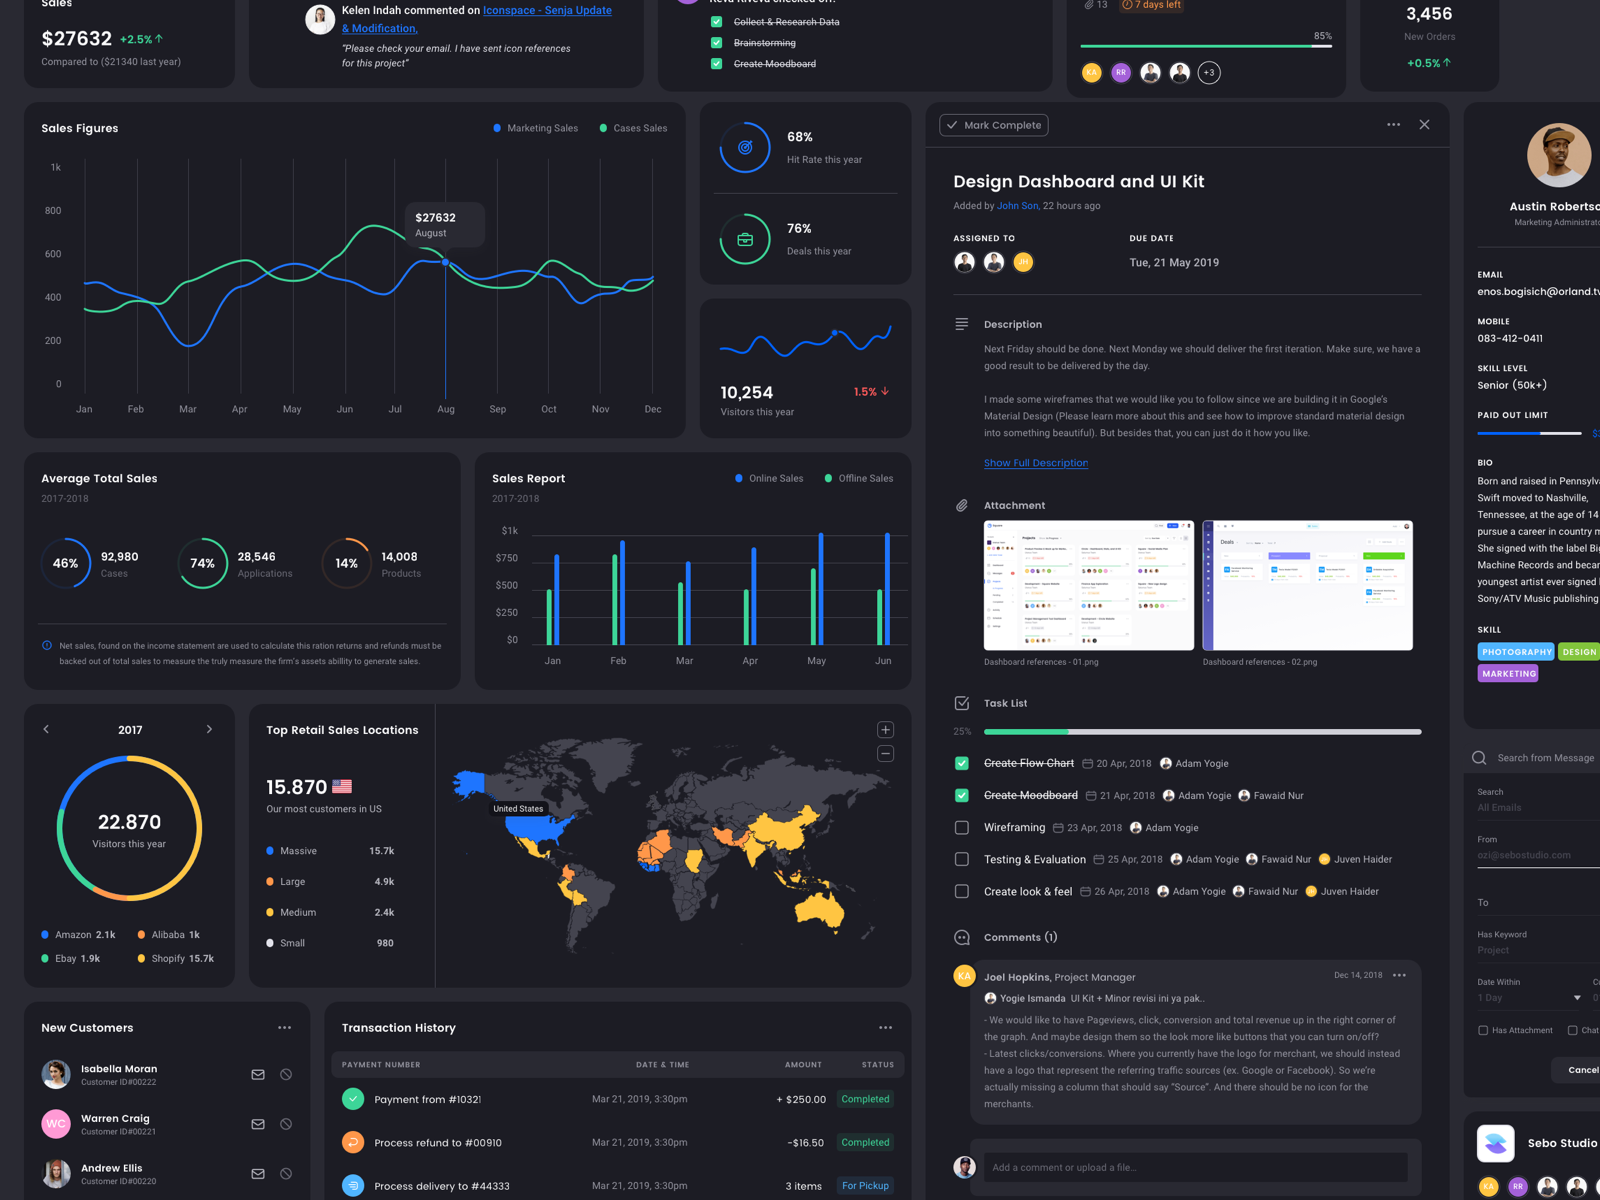 Sales
$27632 +2.5%
Compared to ($21340 last year)
Kelen Indah commented on Iconspace - Senja Update
& Modification,
"Please check your email. I have sent icon references
for this project"
Collect & Research Data
Brainstorming
Create Moodboard
13 7 days left
85%
KA RR +3
3,456
New Orders
+0.5%
Sales Figures
Marketing Sales Cases Sales
1k
800
600
400
200
0
$27632
August
Jan Feb Mar Apr May Jun Jul Aug Sep Oct Nov Dec
68%
Hit Rate this year
76%
Deals this year
10,254
1.5%
Visitors this year
Average Total Sales
2017-2018
46%
92,980
Cases
74%
28,546
Applications
14%
14,008
Products
Net sales, found on the income statement are used to calculate this ration returns and refunds must be
backed out of total sales to measure the truly measure the firm's assets abillity to generate sales.
Sales Report
2017-2018
Online Sales Offline Sales
$1k
$750
$500
$250
$0
Jan Feb Mar Apr May Jun
2017
22.870
Visitors this year
Amazon 2.1k Alibaba 1k
Ebay 1.9k Shopify 15.7k
Top Retail Sales Locations
15.870
Our most customers in US
Massive 15.7k
Large 4.9k
Medium 2.4k
Small 980
United States
New Customers
Isabella Moran
Customer ID#00222
WC
Warren Craig
Customer ID#00221
Andrew Ellis
Customer ID#00220
Transaction History
PAYMENT NUMBER DATE & TIME AMOUNT STATUS
Payment from #10321 Mar 21, 2019, 3:30pm + $250.00 Completed
Process refund to #00910 Mar 21, 2019, 3:30pm -$16.50 Completed
Process delivery to #44333 Mar 21, 2019, 3:30pm 3 items For Pickup
Mark Complete
Design Dashboard and UI Kit
Added by John Son, 22 hours ago
ASSIGNED TO
JH
DUE DATE
Tue, 21 May 2019
Description
Next Friday should be done. Next Monday we should deliver the first iteration. Make sure, we have a
good result to be delivered by the day.
I made some wireframes that we would like you to follow since we are building it in Google's
Material Design (Please learn more about this and see how to improve standard material design
into something beautiful). But besides that, you can just do it how you like.
Show Full Description
Attachment
Projects
Deals
Dashboard references - 01.png
Dashboard references - 02.png
Task List
25%
Create Flow Chart 20 Apr, 2018 Adam Yogie
Create Moodboard 21 Apr, 2018 Adam Yogie Fawaid Nur
Wireframing 23 Apr, 2018 Adam Yogie
Testing & Evaluation 25 Apr, 2018 Adam Yogie Fawaid Nur Juven Haider
Create look & feel 26 Apr, 2018 Adam Yogie Fawaid Nur Juven Haider
Comments (1)
KA
Joel Hopkins, Project Manager Dec 14, 2018
Yogie Ismanda UI Kit + Minor revisi ini ya pak..
- We would like to have Pageviews, click, conversion and total revenue up in the right corner of
the graph. And maybe design them so the look more like buttons that you can turn on/off?
- Latest clicks/conversions. Where you currently have the logo for merchant, we should instead
have a logo that represent the referring traffic sources (ex. Google or Facebook). So we're
actually missing a column that should say "Source". And there should be no icon for the
merchants.
Add a comment or upload a file...
Austin Robertso
Marketing Administrato
EMAIL
enos.bogisich@orland.tv
MOBILE
083-412-0411
SKILL LEVEL
Senior (50k+)
PAID OUT LIMIT
BIO
Born and raised in Pennsylva
Swift moved to Nashville,
Tennessee, at the age of 14
pursue a career in country m
She signed with the label Big
Machine Records and becam
youngest artist ever signed
Sony/ATV Music publishing
SKILL
PHOTOGRAPHY DESIGN
MARKETING
Search from Message
Search
All Emails
From
azi@sebostudio.com
To
Has Keyword
Project
Date Within
1 Day
Has Attachment Chat
Cancel
Sebo Studio
KA RR